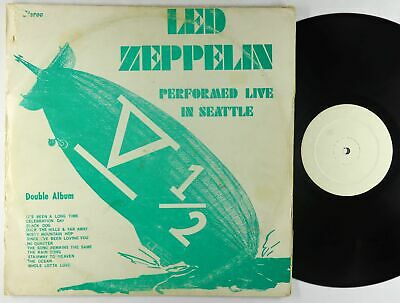 Stereo
LED
ZEPPELIN
PERFORMED LIVE
IN SEATTLE
V 1/2
Double Album
IT'S BEEN A LONG TIME
CELEBRATION DAY
BLACK DOG
OVER THE HILLS & FAR AWAY
MISTY MOUNTAIN HOP
SINCE I'VE BEEN LOVING YOU
NO QUARTER
THE SONG REMAINS THE SAME
THE RAIN SONG
STAIRWAY TO HEAVEN
THE OCEAN
WHOLE LOTTA LOVE